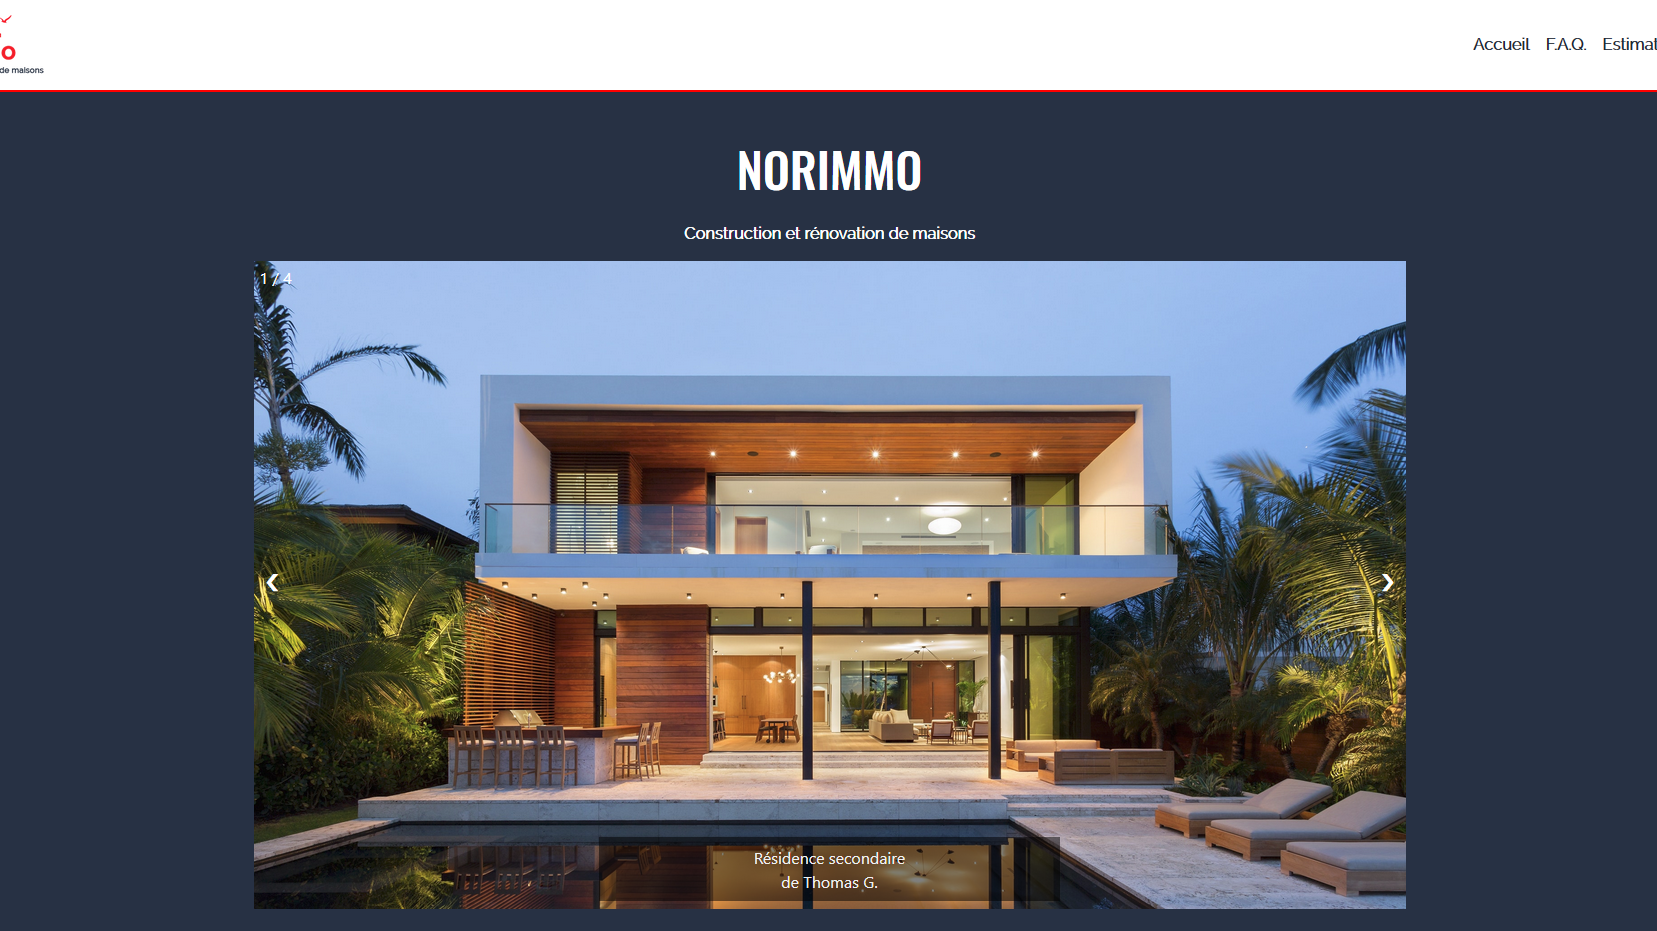 o
de maisons
Accueil F.A.Q. Estimat
NORIMMO
Construction et rénovation de maisons
1 / 4
❮ ❯
Résidence secondaire
de Thomas G.